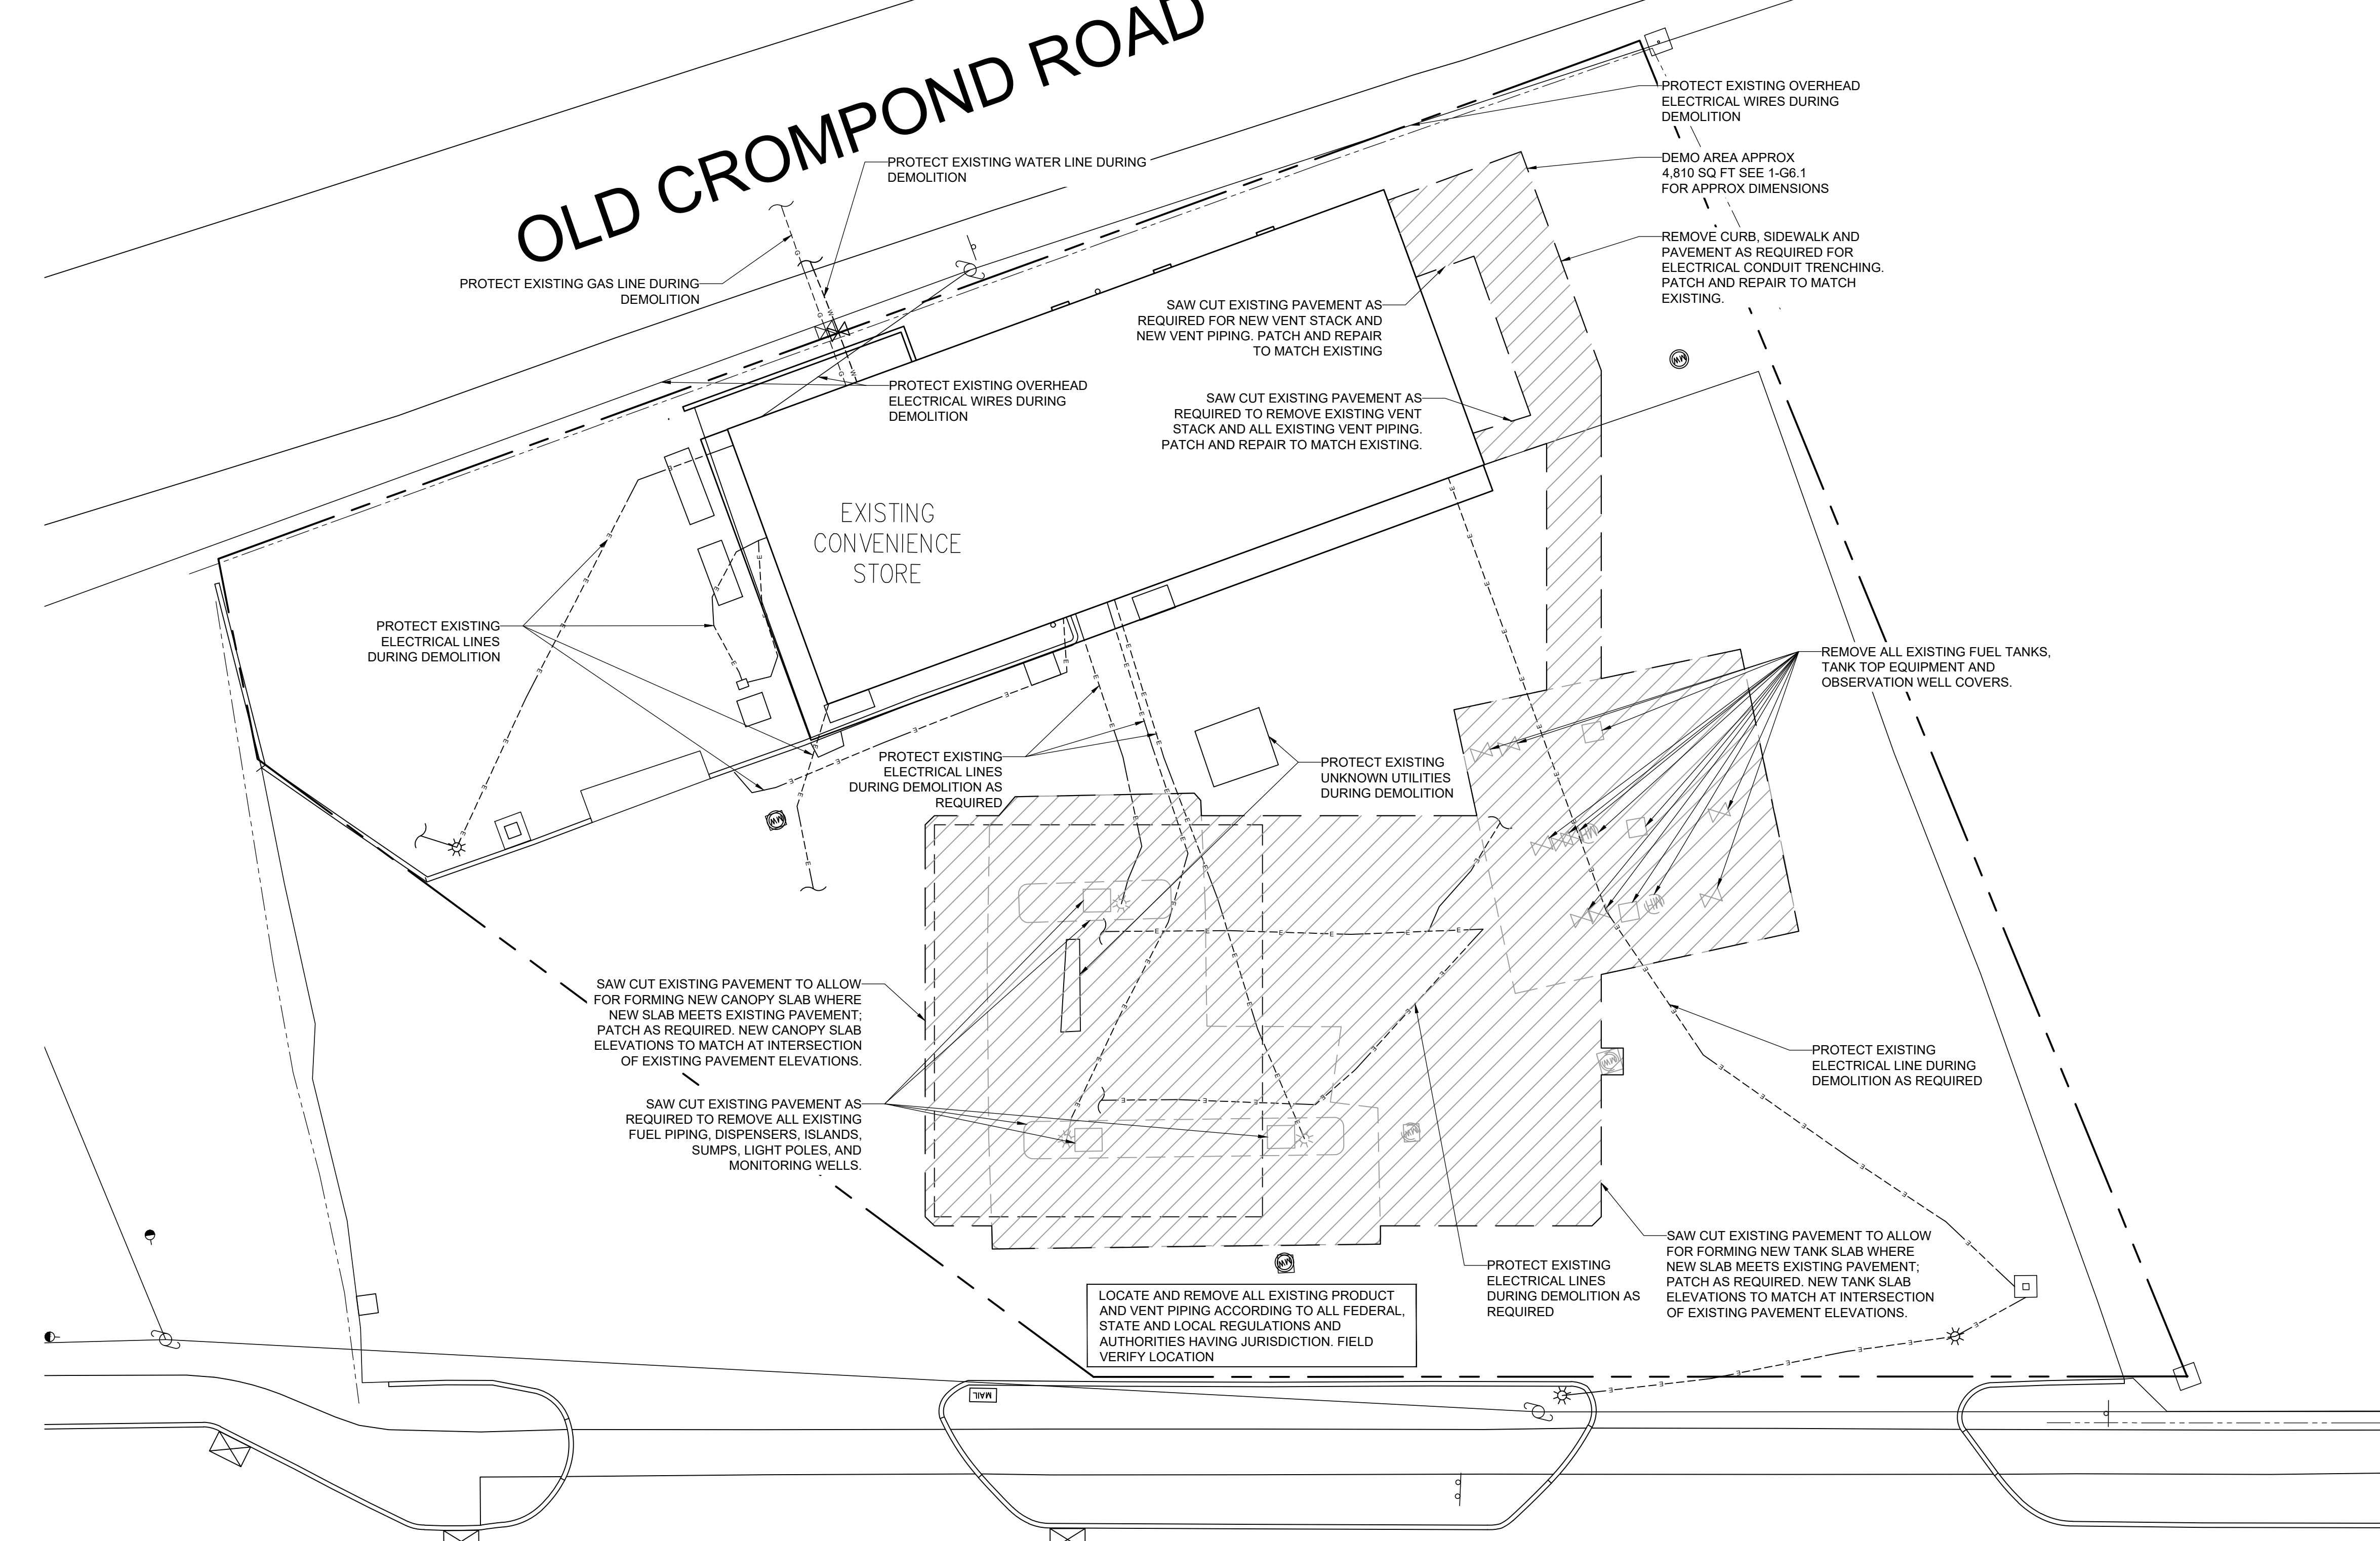 OLD CROMPOND ROAD
PROTECT EXISTING OVERHEAD
ELECTRICAL WIRES DURING
DEMOLITION
DEMO AREA APPROX
4,810 SQ FT SEE 1-G6.1
FOR APPROX DIMENSIONS
REMOVE CURB, SIDEWALK AND
PAVEMENT AS REQUIRED FOR
ELECTRICAL CONDUIT TRENCHING.
PATCH AND REPAIR TO MATCH
EXISTING.
PROTECT EXISTING WATER LINE DURING
DEMOLITION
PROTECT EXISTING GAS LINE DURING
DEMOLITION
SAW CUT EXISTING PAVEMENT AS
REQUIRED FOR NEW VENT STACK AND
NEW VENT PIPING. PATCH AND REPAIR
TO MATCH EXISTING
PROTECT EXISTING OVERHEAD
ELECTRICAL WIRES DURING
DEMOLITION
SAW CUT EXISTING PAVEMENT AS
REQUIRED TO REMOVE EXISTING VENT
STACK AND ALL EXISTING VENT PIPING.
PATCH AND REPAIR TO MATCH EXISTING.
MW
EXISTING
CONVENIENCE
STORE
PROTECT EXISTING
ELECTRICAL LINES
DURING DEMOLITION
REMOVE ALL EXISTING FUEL TANKS,
TANK TOP EQUIPMENT AND
OBSERVATION WELL COVERS.
PROTECT EXISTING
ELECTRICAL LINES
DURING DEMOLITION AS
REQUIRED
PROTECT EXISTING
UNKNOWN UTILITIES
DURING DEMOLITION
MW
MH
MH
SAW CUT EXISTING PAVEMENT TO ALLOW
FOR FORMING NEW CANOPY SLAB WHERE
NEW SLAB MEETS EXISTING PAVEMENT;
PATCH AS REQUIRED. NEW CANOPY SLAB
ELEVATIONS TO MATCH AT INTERSECTION
OF EXISTING PAVEMENT ELEVATIONS.
PROTECT EXISTING
ELECTRICAL LINE DURING
DEMOLITION AS REQUIRED
MW
SAW CUT EXISTING PAVEMENT AS
REQUIRED TO REMOVE ALL EXISTING
FUEL PIPING, DISPENSERS, ISLANDS,
SUMPS, LIGHT POLES, AND
MONITORING WELLS.
MW
SAW CUT EXISTING PAVEMENT TO ALLOW
FOR FORMING NEW TANK SLAB WHERE
NEW SLAB MEETS EXISTING PAVEMENT;
PATCH AS REQUIRED. NEW TANK SLAB
ELEVATIONS TO MATCH AT INTERSECTION
OF EXISTING PAVEMENT ELEVATIONS.
PROTECT EXISTING
ELECTRICAL LINES
DURING DEMOLITION AS
REQUIRED
MW
LOCATE AND REMOVE ALL EXISTING PRODUCT
AND VENT PIPING ACCORDING TO ALL FEDERAL,
STATE AND LOCAL REGULATIONS AND
AUTHORITIES HAVING JURISDICTION. FIELD
VERIFY LOCATION
MAIL